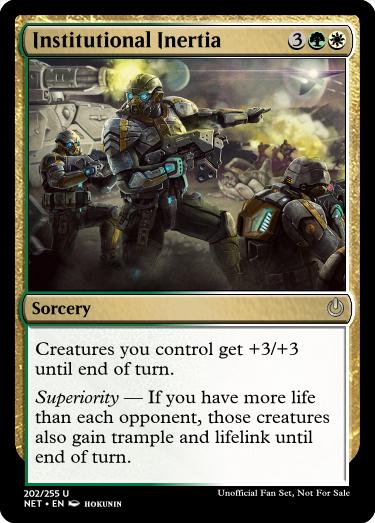 Institutional Inertia 3
Sorcery
Creatures you control get +3/+3
until end of turn.
Superiority — If you have more life
than each opponent, those creatures
also gain trample and lifelink until
end of turn.
202/255 U
NET • EN HOKUNIN
Unofficial Fan Set, Not For Sale